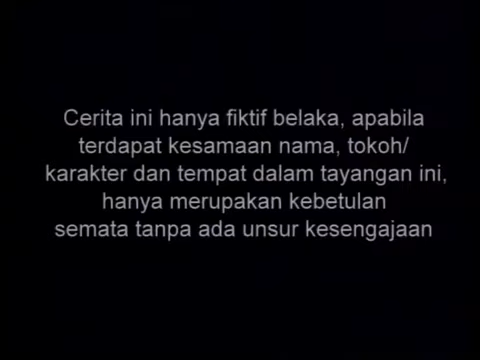 Cerita ini hanya fiktif belaka, apabila
terdapat kesamaan nama, tokoh/
karakter dan tempat dalam tayangan ini,
hanya merupakan kebetulan
semata tanpa ada unsur kesengajaan